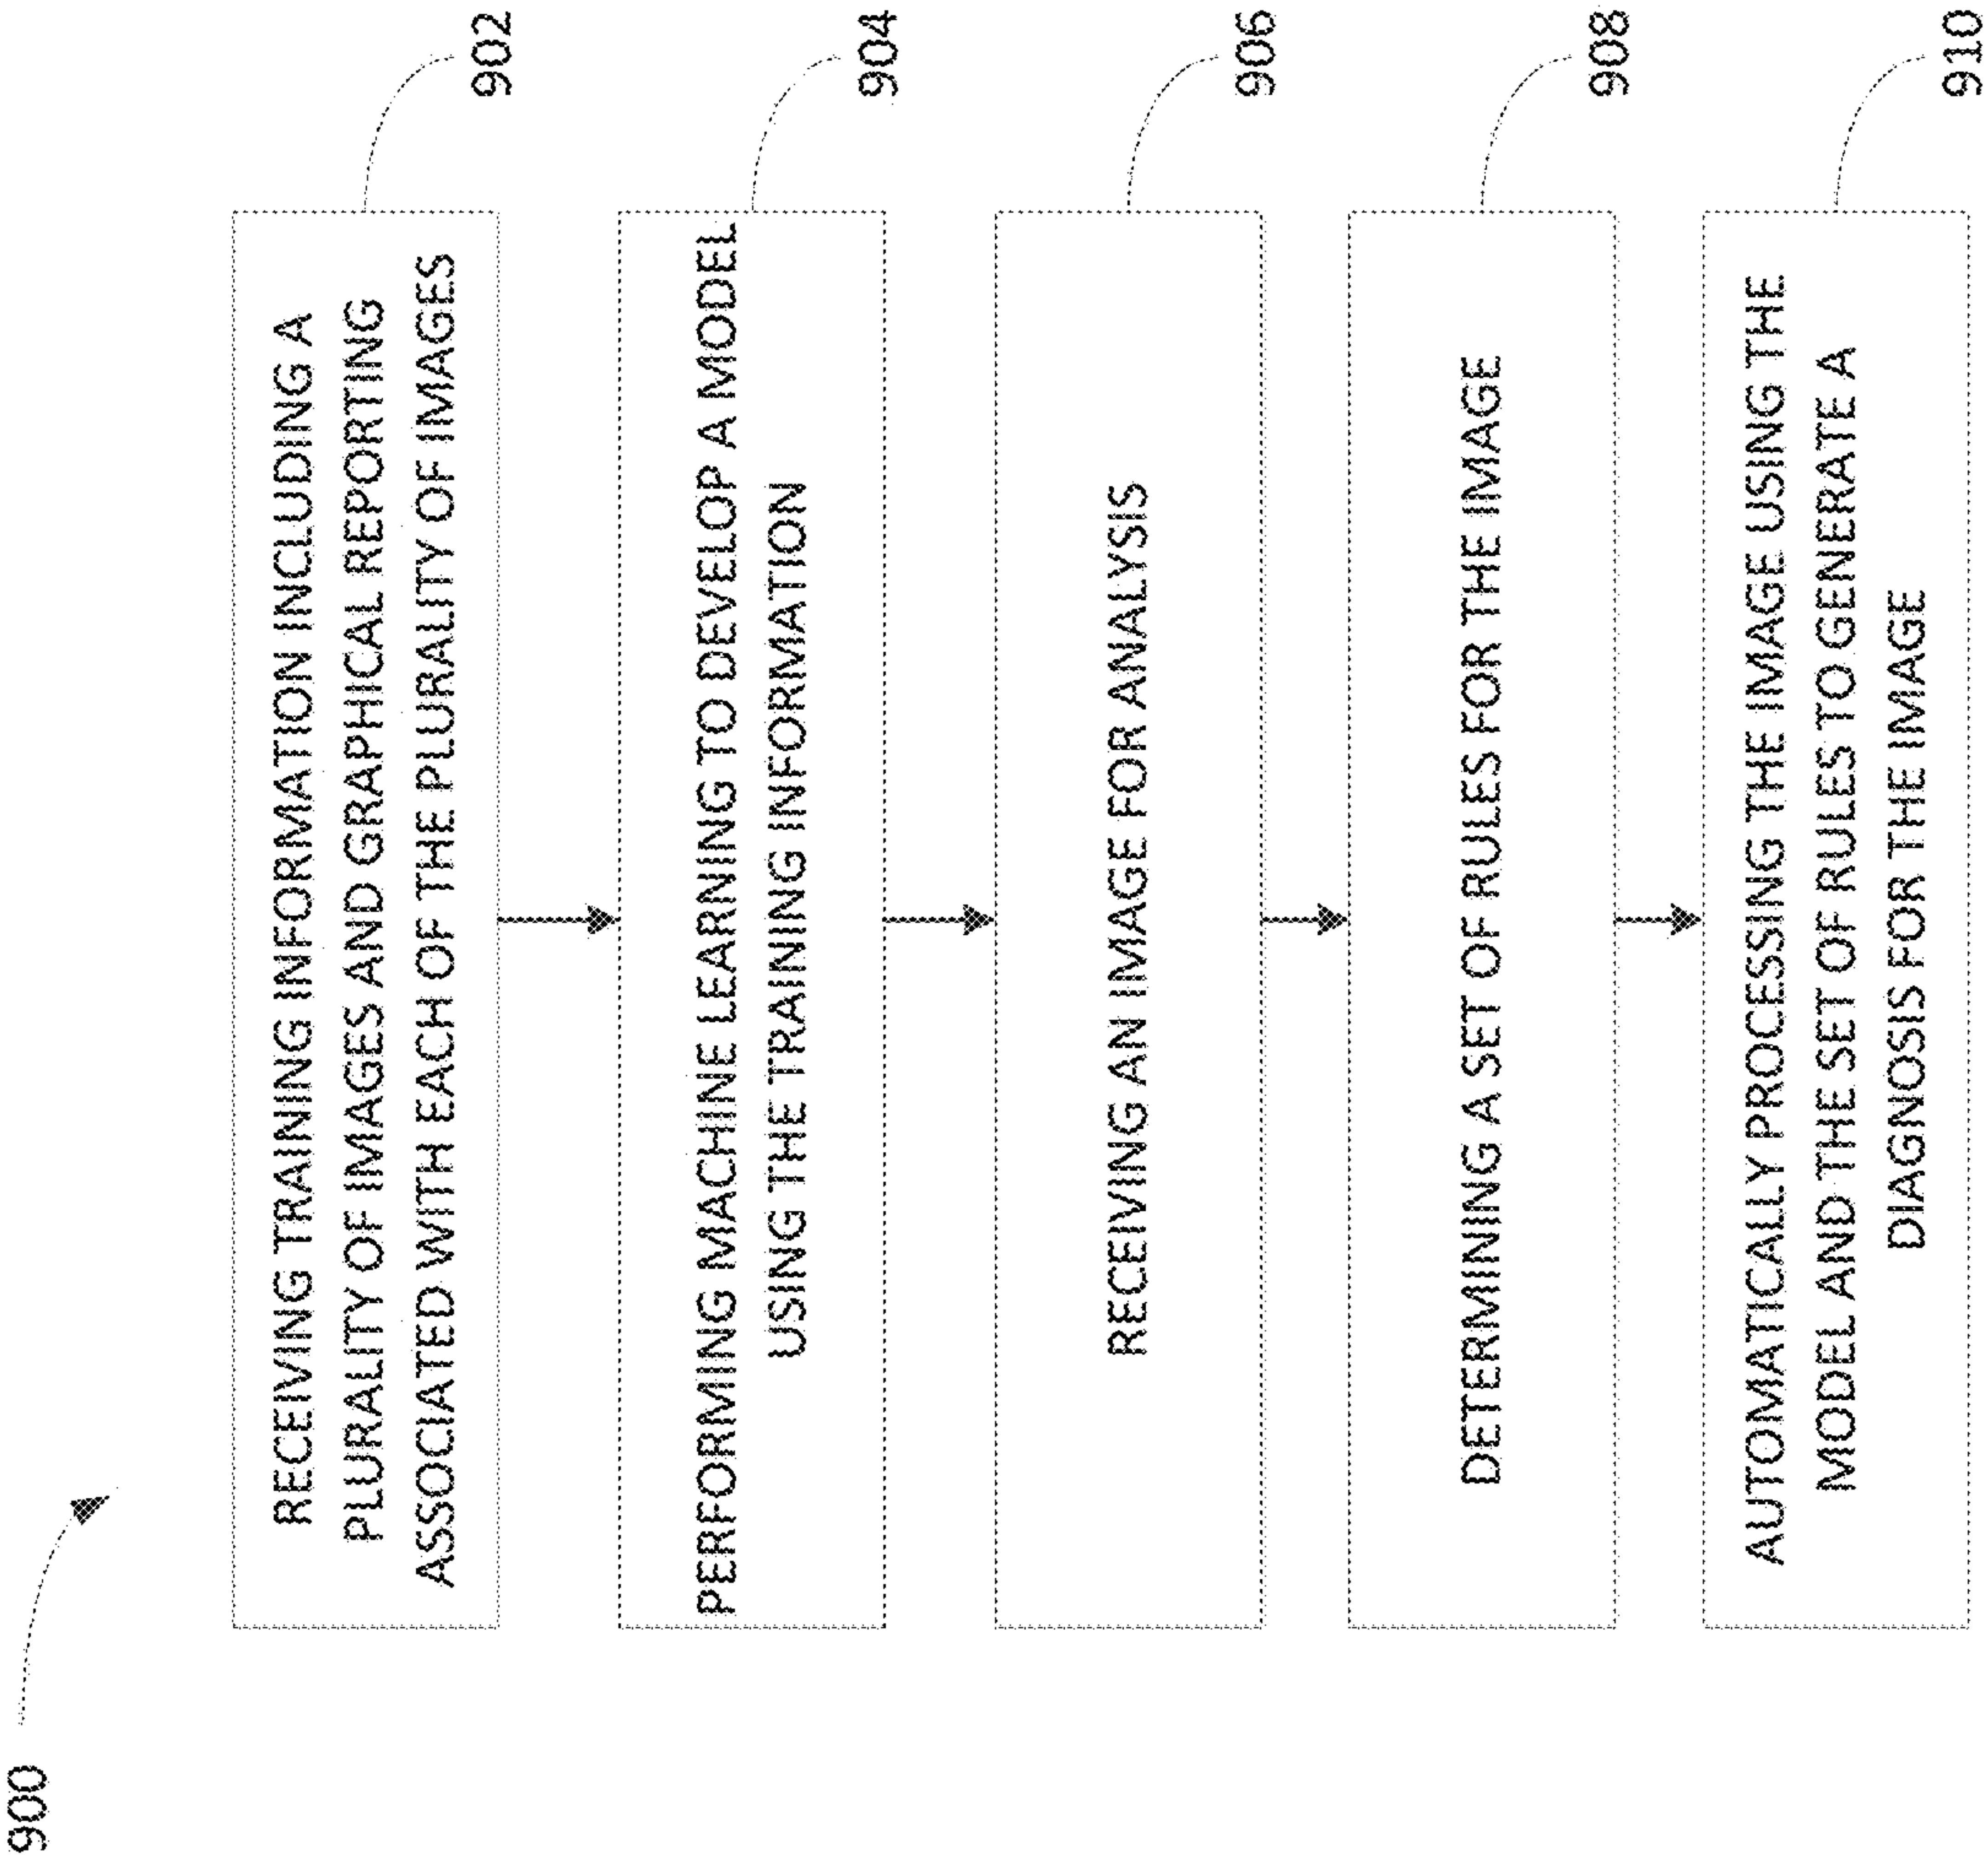 900
RECEIVING TRAINING INFORMATION INCLUDING A
PLURALITY OF IMAGES AND GRAPHICAL REPORTING
ASSOCIATED WITH EACH OF THE PLURALITY OF IMAGES
902
PERFORMING MACHINE LEARNING TO DEVELOP A MODEL
USING THE TRAINING INFORMATION
904
RECEIVING AN IMAGE FOR ANALYSIS
906
DETERMINING A SET OF RULES FOR THE IMAGE
908
AUTOMATICALLY PROCESSING THE IMAGE USING THE
MODEL AND THE SET OF RULES TO GENERATE A
DIAGNOSIS FOR THE IMAGE
910